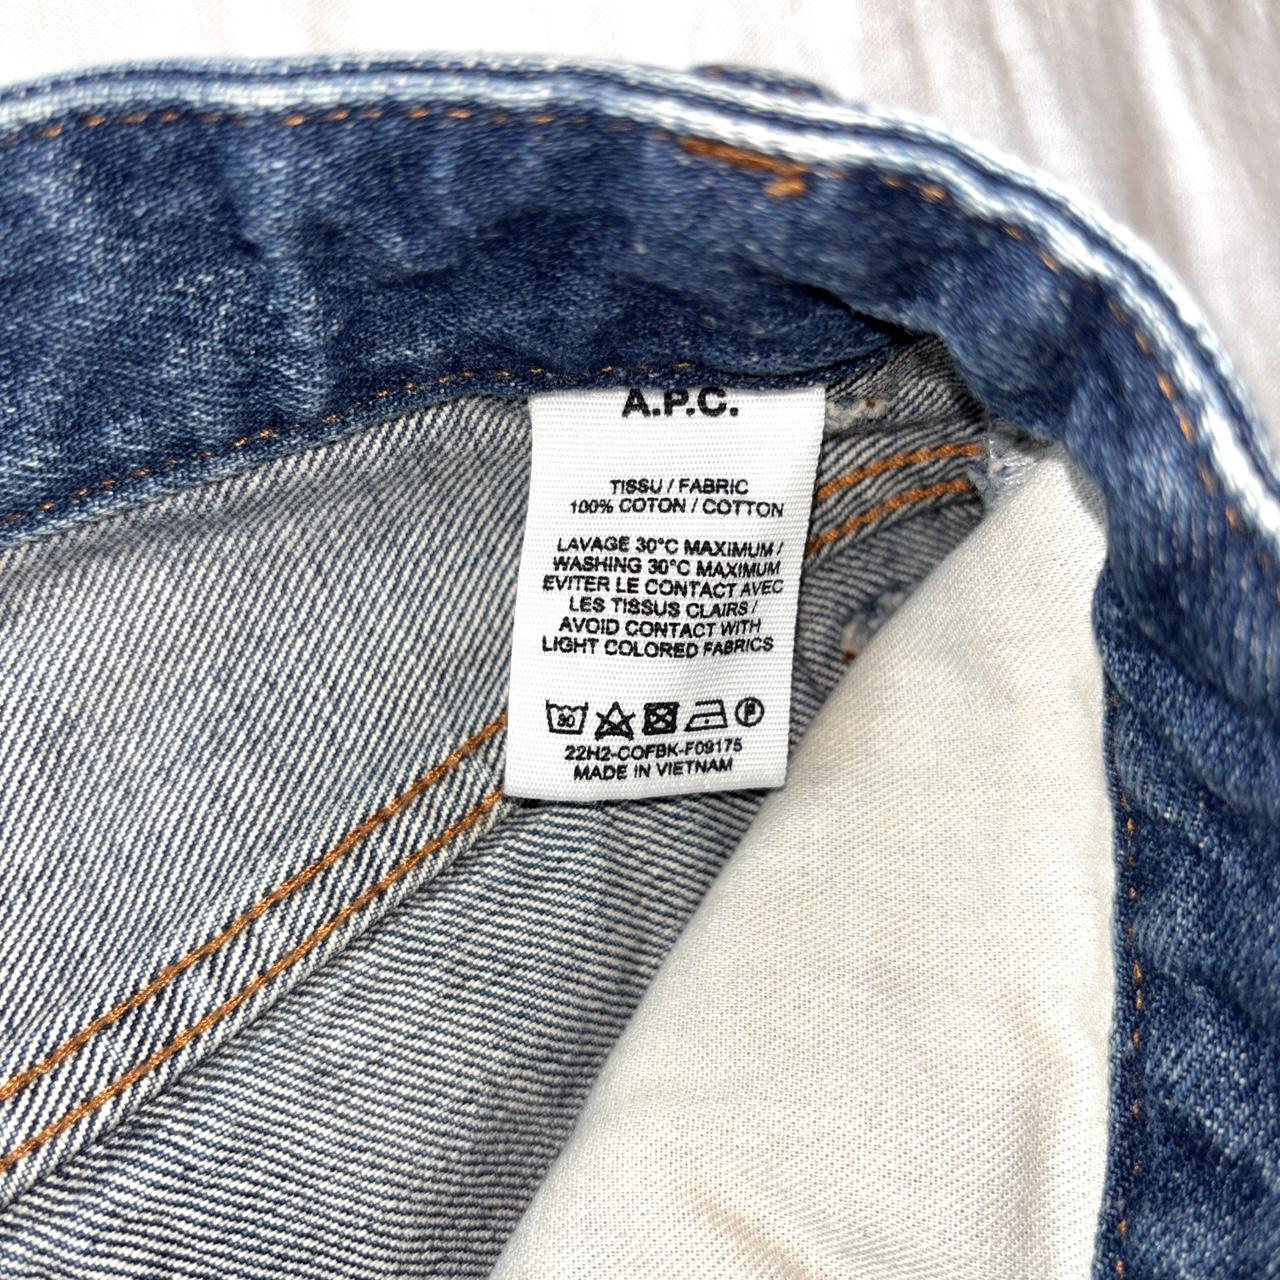 A.P.C.
TISSU / FABRIC
100% COTON / COTTON
LAVAGE 30°C MAXIMUM /
WASHING 30°C MAXIMUM
EVITER LE CONTACT AVEC
LES TISSUS CLAIRS /
AVOID CONTACT WITH
LIGHT COLORED FABRICS
30 P
22H2-COFBK-F09175
MADE IN VIETNAM